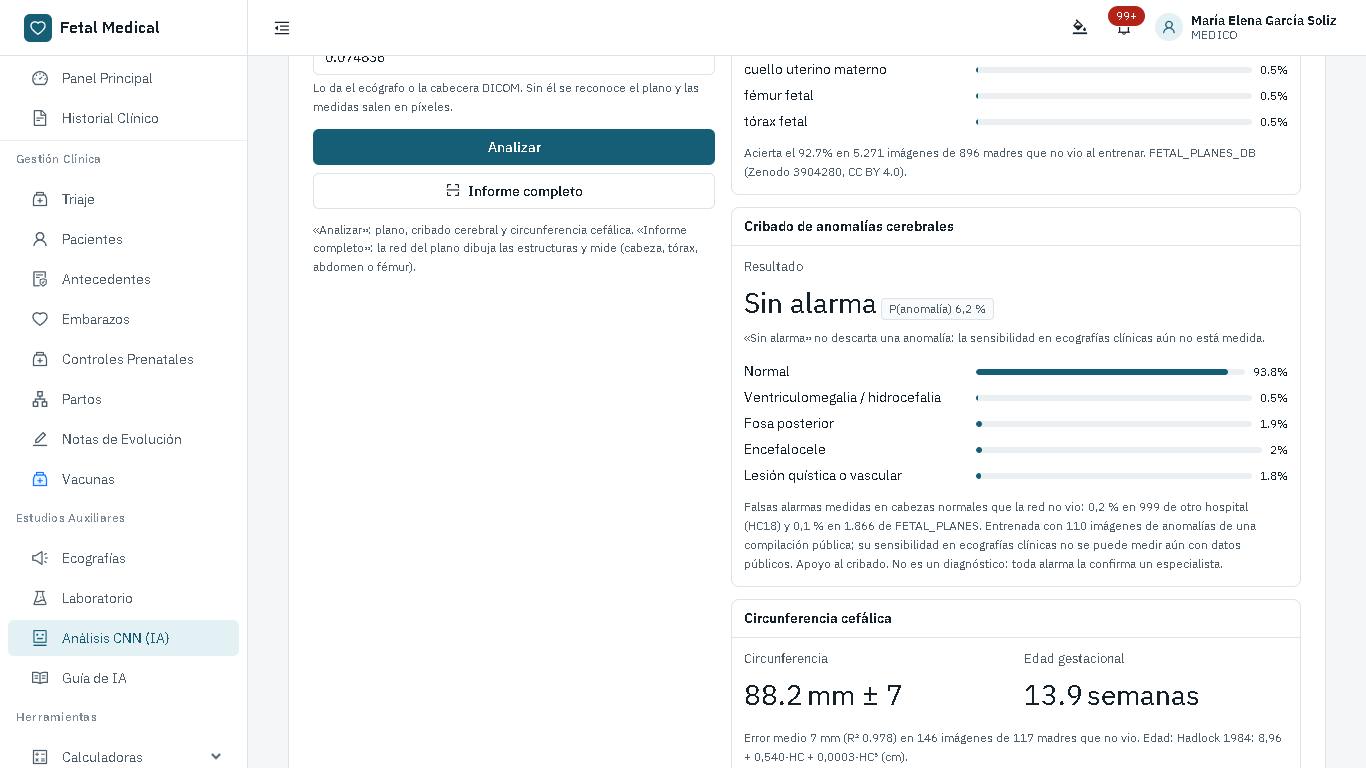 Fetal Medical
99+
María Elena García Soliz
MEDICO
Panel Principal
Historial Clínico
Gestión Clínica
Triaje
Pacientes
Antecedentes
Embarazos
Controles Prenatales
Partos
Notas de Evolución
Vacunas
Estudios Auxiliares
Ecografías
Laboratorio
Análisis CNN (IA)
Guía de IA
Herramientas
Calculadoras
0.074836
Lo da el ecógrafo o la cabecera DICOM. Sin él se reconoce el plano y las
medidas salen en píxeles.
Analizar
Informe completo
«Analizar»: plano, cribado cerebral y circunferencia cefálica. «Informe
completo»: la red del plano dibuja las estructuras y mide (cabeza, tórax,
abdomen o fémur).
cuello uterino materno 0.5%
fémur fetal 0.5%
tórax fetal 0.5%
Acierta el 92.7% en 5.271 imágenes de 896 madres que no vio al entrenar. FETAL_PLANES_DB
(Zenodo 3904280, CC BY 4.0).
Cribado de anomalías cerebrales
Resultado
Sin alarma P(anomalía) 6,2 %
«Sin alarma» no descarta una anomalía: la sensibilidad en ecografías clínicas aún no está medida.
Normal 93.8%
Ventriculomegalia / hidrocefalia 0.5%
Fosa posterior 1.9%
Encefalocele 2%
Lesión quística o vascular 1.8%
Falsas alarmas medidas en cabezas normales que la red no vio: 0,2 % en 999 de otro hospital
(HC18) y 0,1 % en 1.866 de FETAL_PLANES. Entrenada con 110 imágenes de anomalías de una
compilación pública; su sensibilidad en ecografías clínicas no se puede medir aún con datos
públicos. Apoyo al cribado. No es un diagnóstico: toda alarma la confirma un especialista.
Circunferencia cefálica
Circunferencia Edad gestacional
88.2 mm ± 7 13.9 semanas
Error medio 7 mm (R² 0.978) en 146 imágenes de 117 madres que no vio. Edad: Hadlock 1984: 8,96
+ 0,540·HC + 0,0003·HC³ (cm).